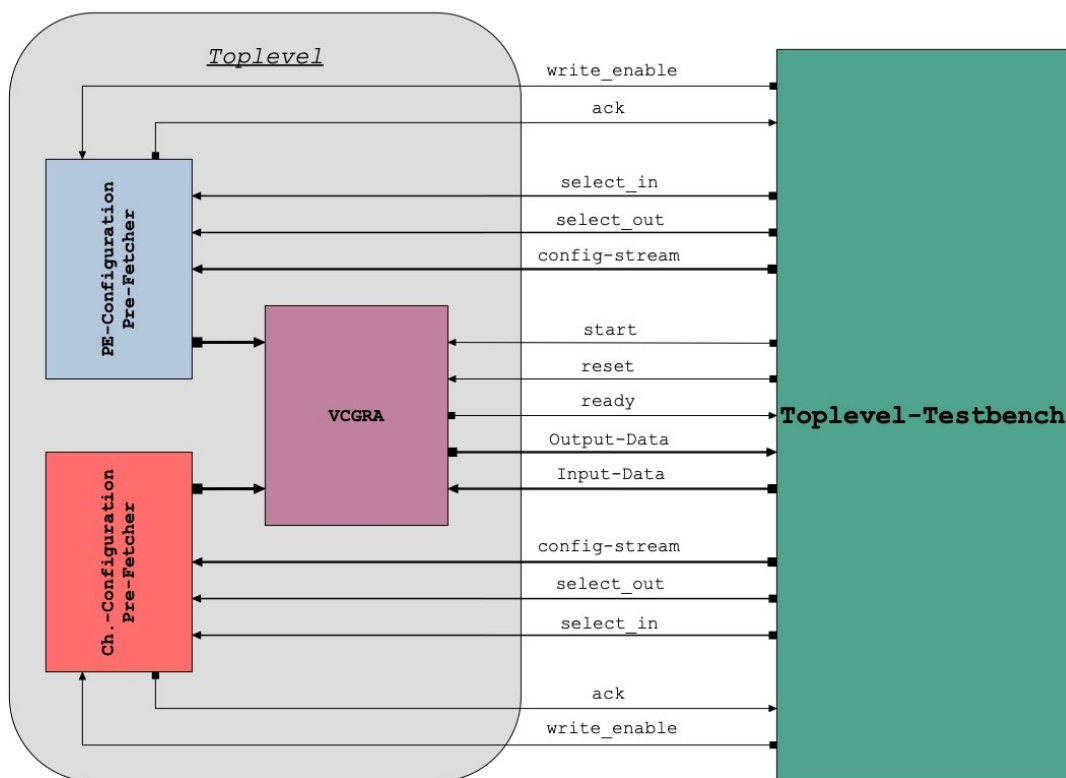 Toplevel
write_enable
ack
select_in
select_out
config-stream
PE-Configuration
Pre-Fetcher
start
reset
ready
Output-Data
Input-Data
VCGRA
Toplevel-Testbench
Ch.-Configuration
Pre-Fetcher
config-stream
select_out
select_in
ack
write_enable